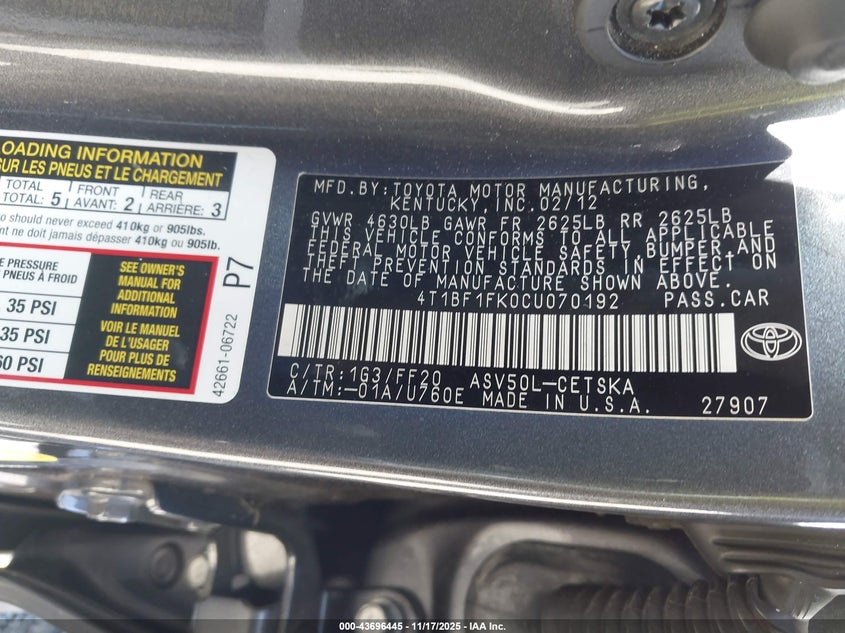 LOADING INFORMATION
SUR LES PNEUS ET LE CHARGEMENT
TOTAL
TOTAL: 5
FRONT
AVANT: 2
REAR
ARRIÈRE: 3
should never exceed 410kg or 905lbs.
ne doit jamais dépasser 410kg ou 905lb.
PRESSURE
PNEUS À FROID
35 PSI
35 PSI
60 PSI
SEE OWNER'S
MANUAL FOR
ADDITIONAL
INFORMATION
VOIR LE MANUEL
DE L'USAGER
POUR PLUS DE
RENSEIGNEMENTS
P7
42661-06722
MFD.BY:TOYOTA MOTOR MANUFACTURING,
KENTUCKY, INC. 02/12
GVWR 4630LB GAWR FR 2625LB RR 2625LB
THIS VEHICLE CONFORMS TO ALL APPLICABLE
FEDERAL MOTOR VEHICLE SAFETY,BUMPER,AND
THEFT PREVENTION STANDARDS IN EFFECT ON
THE DATE OF MANUFACTURE SHOWN ABOVE.
4T1BF1FK0CU070192 PASS.CAR
C/TR:1G3/FF20 ASV50L-CETSKA
A/TM:-01A/U760E MADE IN U.S.A. 27907
000-43696445 - 11/17/2025 - IAA Inc.